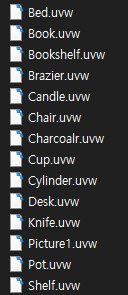 Bed.uvw
Book.uvw
Bookshelf.uvw
Brazier.uvw
Candle.uvw
Chair.uvw
Charcoalr.uvw
Cup.uvw
Cylinder.uvw
Desk.uvw
Knife.uvw
Picture1.uvw
Pot.uvw
Shelf.uvw